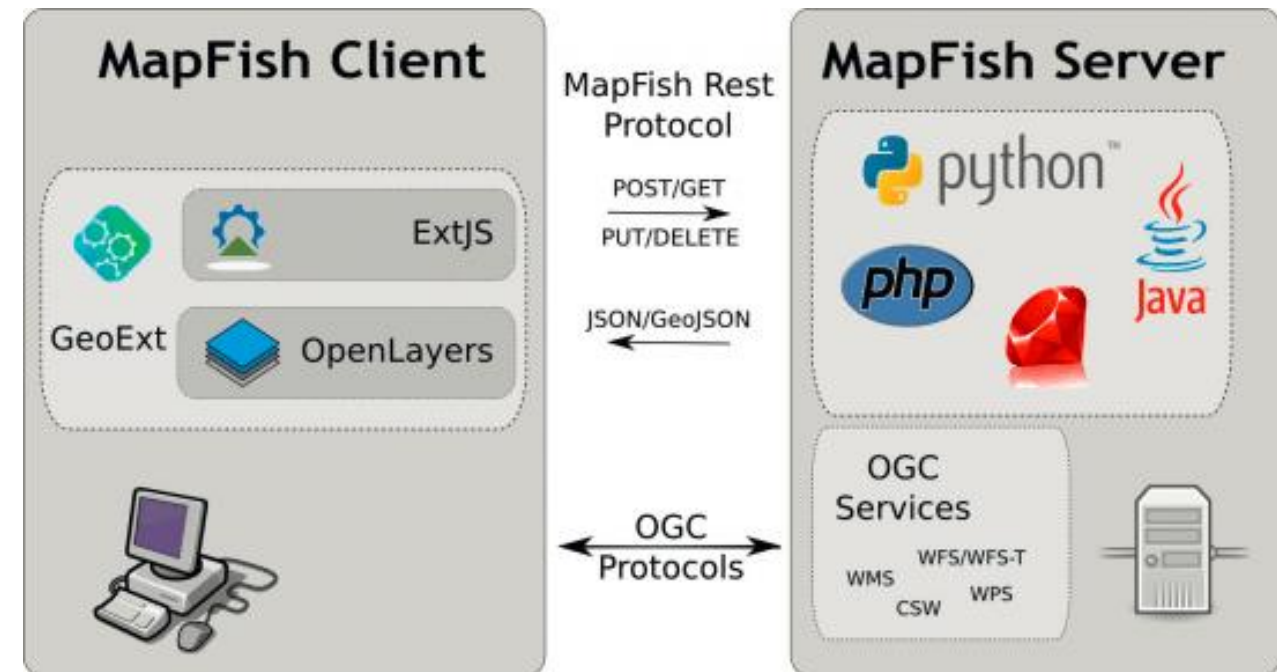 MapFish Client
GeoExt
ExtJS
OpenLayers
MapFish Rest
Protocol
POST/GET
PUT/DELETE
JSON/GeoJSON
OGC
Protocols
MapFish Server
python™
php
Java
OGC
Services
WFS/WFS-T
WMS
WPS
CSW